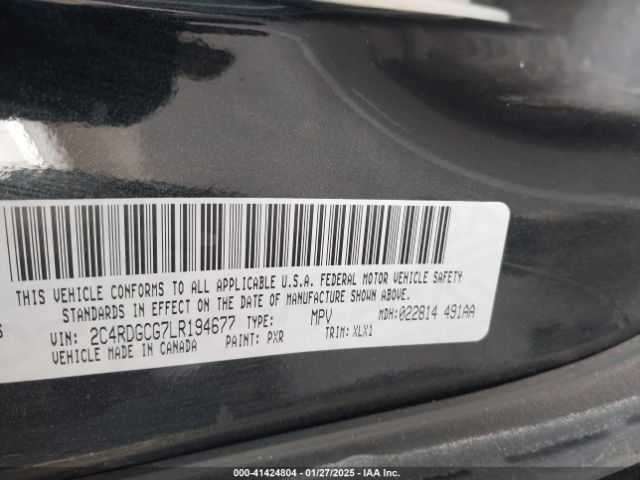 THIS VEHICLE CONFORMS TO ALL APPLICABLE U.S.A. FEDERAL MOTOR VEHICLE SAFETY
STANDARDS IN EFFECT ON THE DATE OF MANUFACTURE SHOWN ABOVE.
VIN: 2C4RDGCG7LR194677 TYPE: MPV MDH:022814 491AA
VEHICLE MADE IN CANADA PAINT: PXR TRIM: XLX1
000-41424804 - 01/27/2025 - IAA Inc.